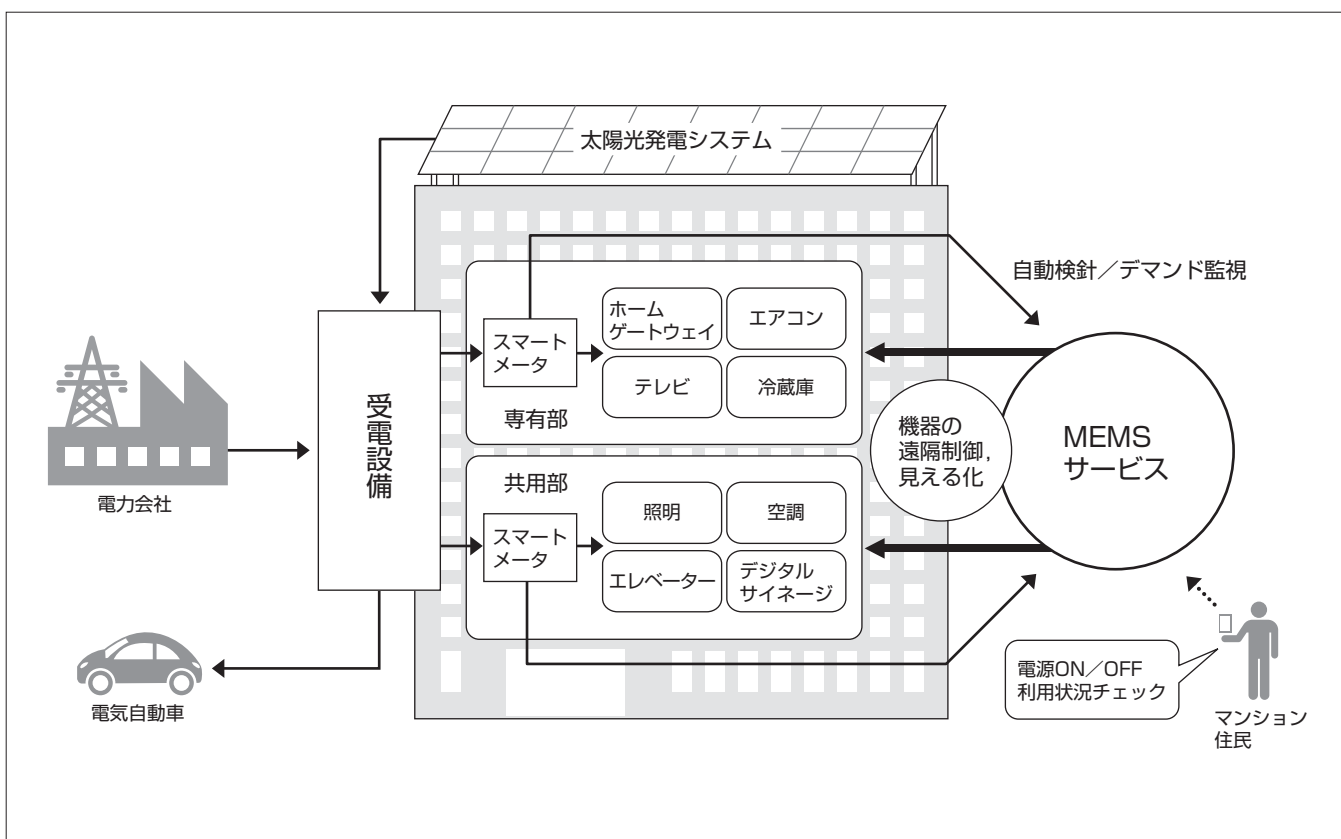 太陽光発電システム
自動検針／デマンド監視
スマート
メータ
ホーム
ゲートウェイ
エアコン
テレビ
冷蔵庫
専有部
受電設備
電力会社
機器の
遠隔制御,
見える化
MEMS
サービス
共用部
スマート
メータ
照明
空調
エレベーター
デジタル
サイネージ
電気自動車
電源ON／OFF
利用状況チェック
マンション
住民